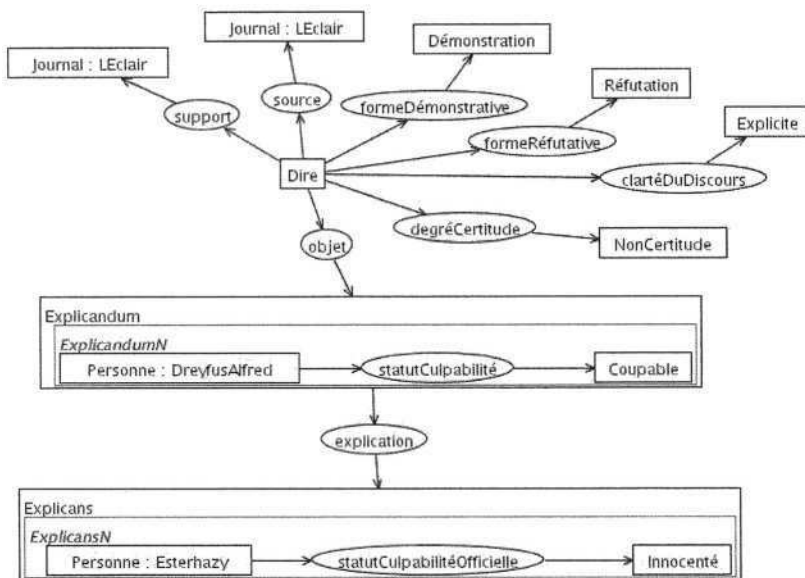 Journal : LEclair
Démonstration
Journal : LEclair
Réfutation
source
formeDémonstrative
support
Explicite
formeRéfutative
Dire
clartéDuDiscours
degréCertitude
objet
NonCertitude
Explicandum
ExplicandumN
Personne : DreyfusAlfred
statutCulpabilité
Coupable
explication
Explicans
ExplicansN
Personne : Esterhazy
statutCulpabilitéOfficielle
Innocenté